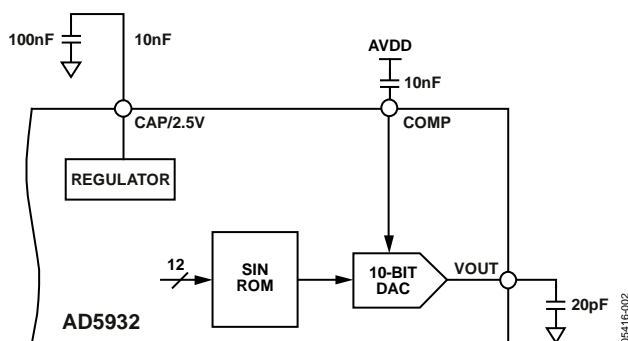 100nF
10nF
AVDD
10nF
CAP/2.5V
COMP
REGULATOR
12
SIN
ROM
10-BIT
DAC
VOUT
20pF
AD5932
05416-002